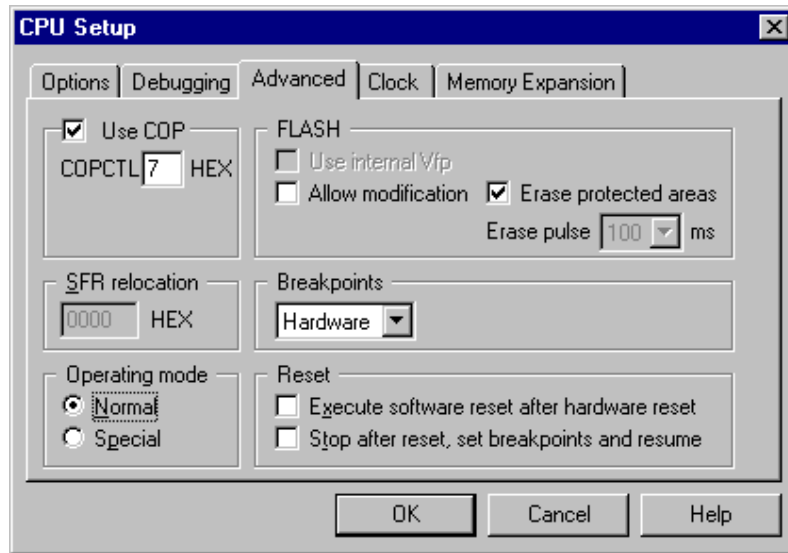 CPU Setup
Options Debugging Advanced Clock Memory Expansion
Use COP
COPCTL 7 HEX
FLASH
Use internal Vfp
Allow modification Erase protected areas
Erase pulse 100 ms
SFR relocation
0000 HEX
Breakpoints
Hardware
Operating mode
Normal
Special
Reset
Execute software reset after hardware reset
Stop after reset, set breakpoints and resume
OK Cancel Help